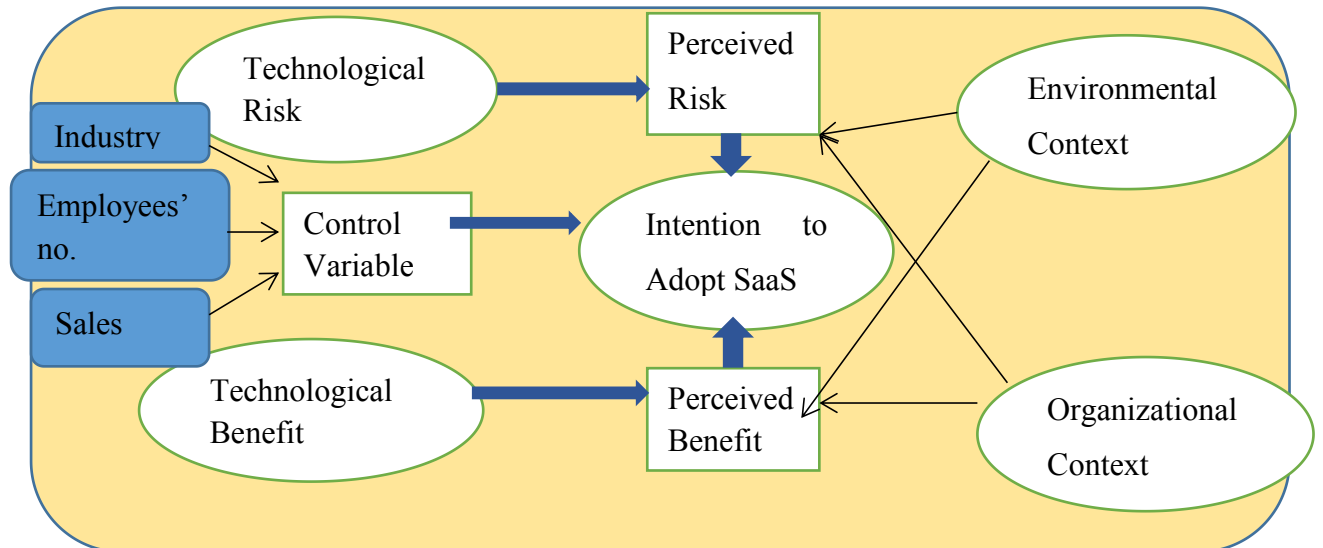 Technological
Risk
Perceived
Risk
Environmental
Context
Industry
Employees’
no.
Sales
Control
Variable
Intention to
Adopt SaaS
Technological
Benefit
Perceived
Benefit
Organizational
Context